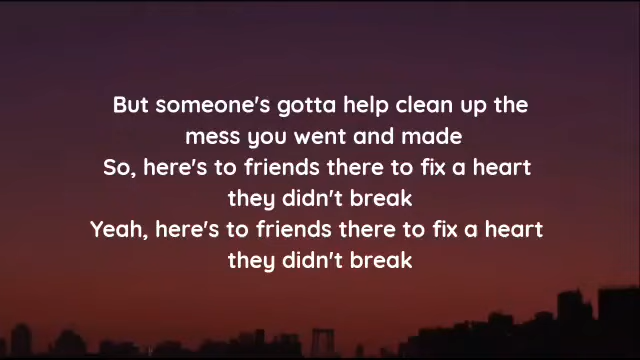 But someone's gotta help clean up the
mess you went and made
So, here's to friends there to fix a heart
they didn't break
Yeah, here's to friends there to fix a heart
they didn't break